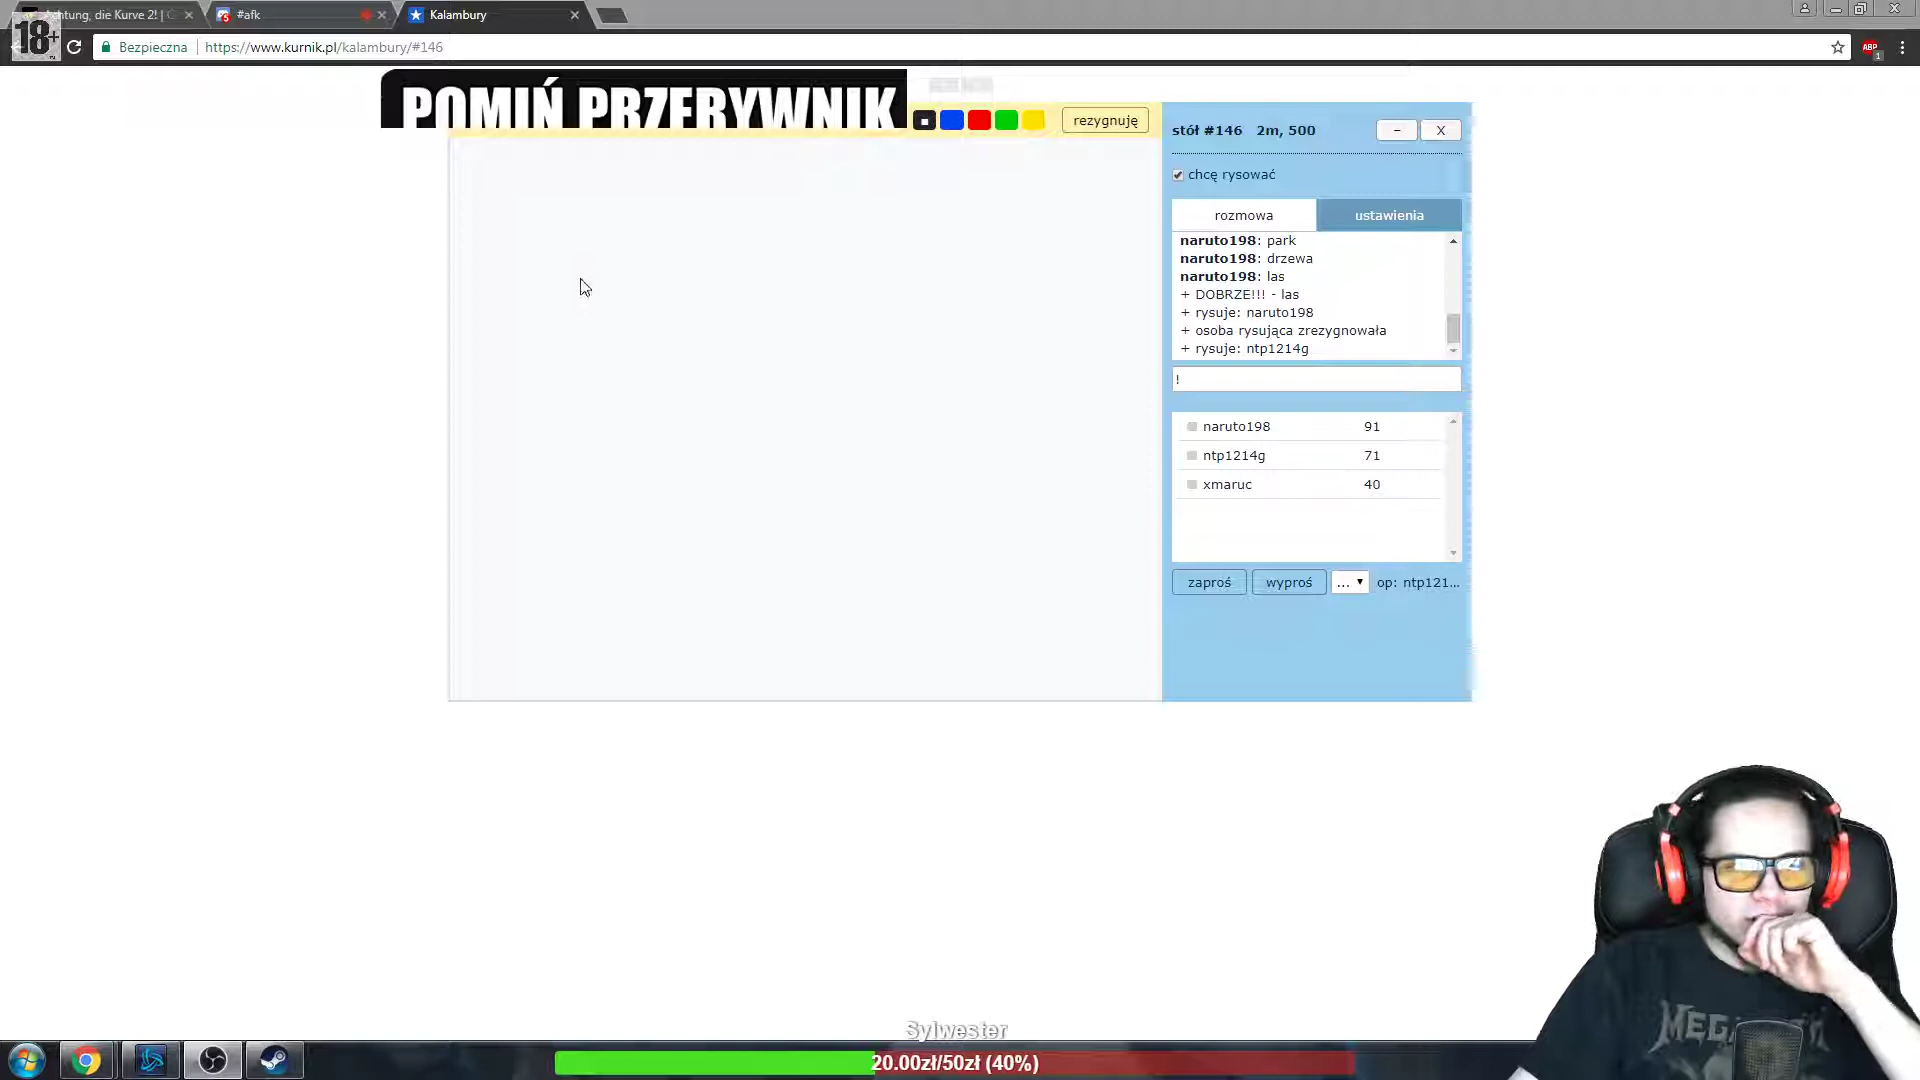 Achtung, die Kurve 2! |
#afk
Kalambury
18+
Bezpieczna
https://www.kurnik.pl/kalambury/#146
ABP
1
POMIŃ PRZERYWNIK
rezygnuję
stół #146 2m, 500
–
X
chcę rysować
rozmowa
ustawienia
naruto198: park
naruto198: drzewa
naruto198: las
+ DOBRZE!!! - las
+ rysuje: naruto198
+ osoba rysująca zrezygnowała
+ rysuje: ntp1214g
!
naruto198 91
ntp1214g 71
xmaruc 40
zaproś
wyproś
...
op: ntp121...
Sylwester
20.00zł/50zł (40%)